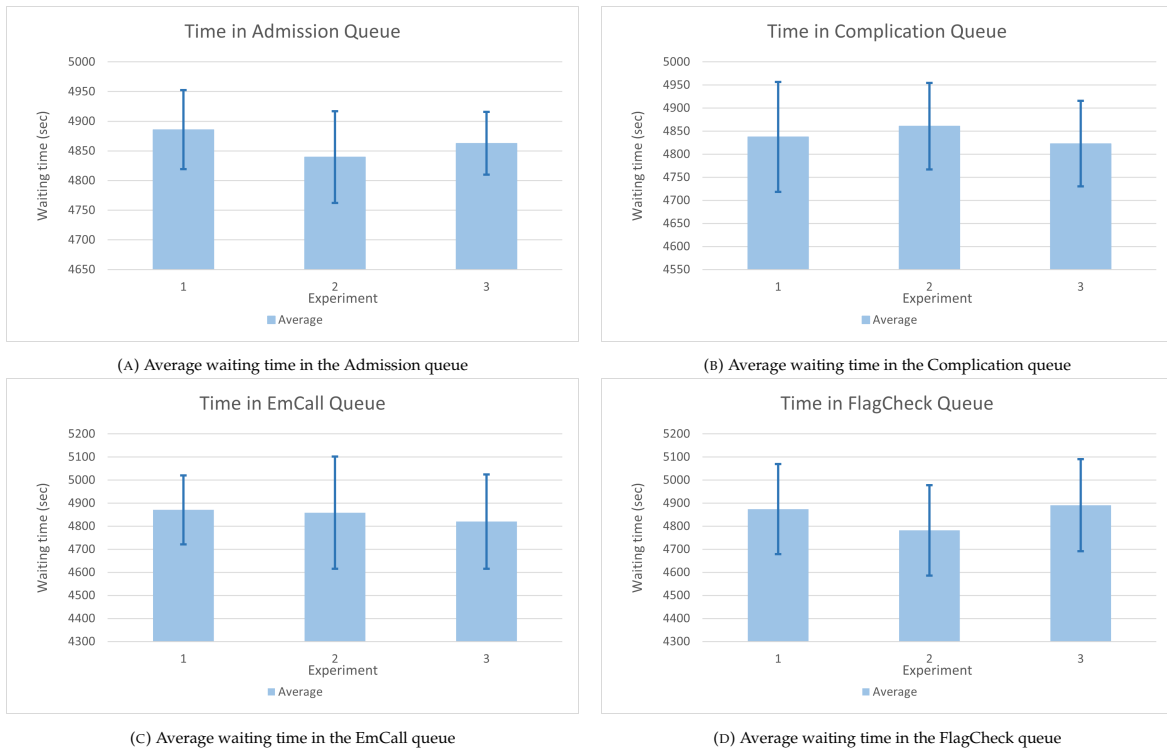 Time in Admission Queue
Waiting time (sec)
5000
4950
4900
4850
4800
4750
4700
4650
1
2
3
Experiment
Average
(A) Average waiting time in the Admission queue
Time in Complication Queue
Waiting time (sec)
5000
4950
4900
4850
4800
4750
4700
4650
4600
4550
1
2
3
Experiment
Average
(B) Average waiting time in the Complication queue
Time in EmCall Queue
Waiting time (sec)
5200
5100
5000
4900
4800
4700
4600
4500
4400
4300
1
2
3
Experiment
Average
(C) Average waiting time in the EmCall queue
Time in FlagCheck Queue
Waiting time (sec)
5200
5100
5000
4900
4800
4700
4600
4500
4400
4300
1
2
3
Experiment
Average
(D) Average waiting time in the FlagCheck queue